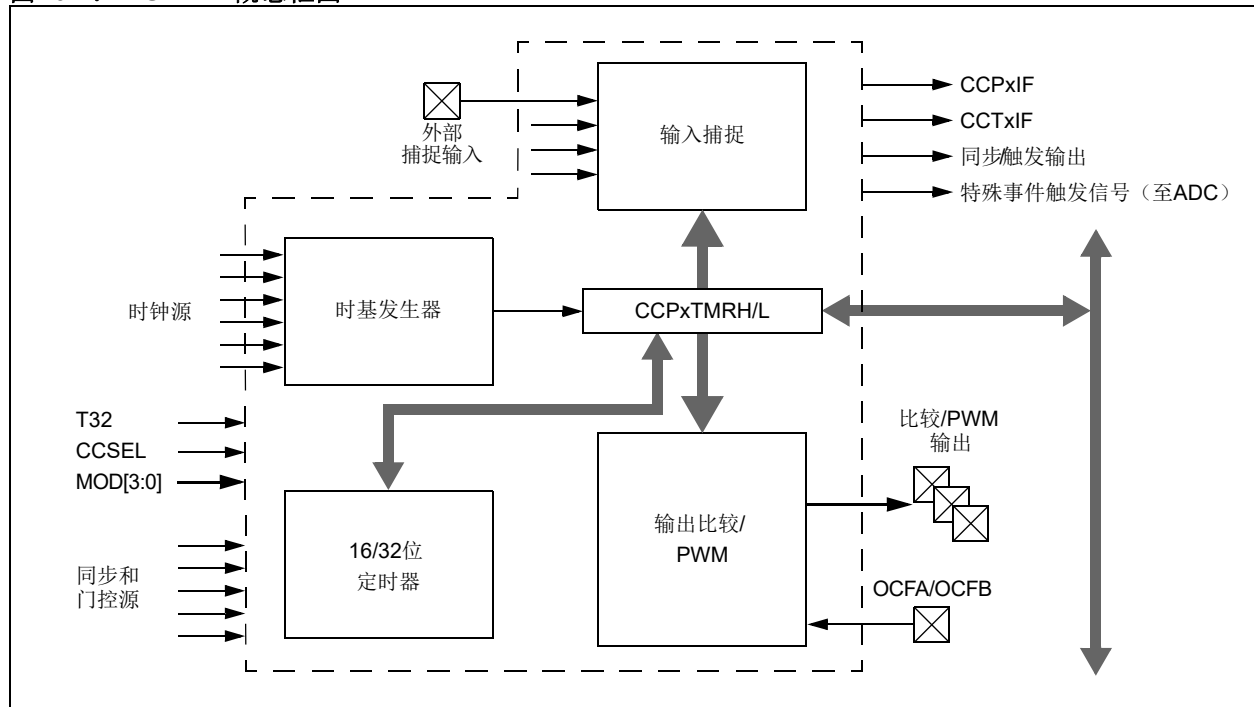 输入捕捉
外部
捕捉输入
CCPxIF
CCTxIF
同步/触发输出
特殊事件触发信号（至ADC）
时钟源
时基发生器
CCPxTMRH/L
T32
CCSEL
MOD[3:0]
16/32位
定时器
同步和
门控源
输出比较/
PWM
比较/PWM
输出
OCFA/OCFB